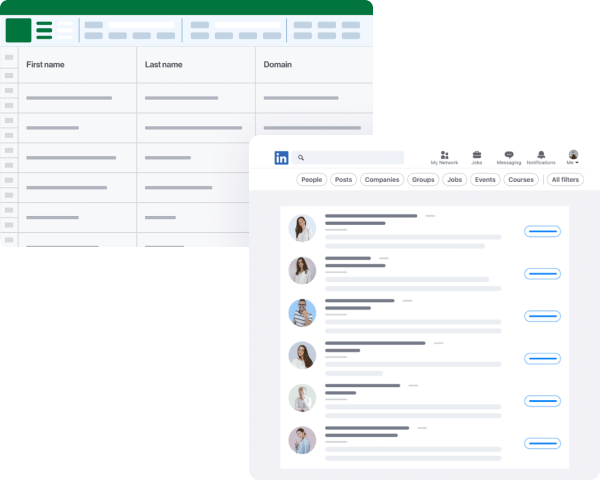 First name Last name Domain
in
My Network Jobs Messaging Notifications Me
People Posts Companies Groups Jobs Events Courses All filters